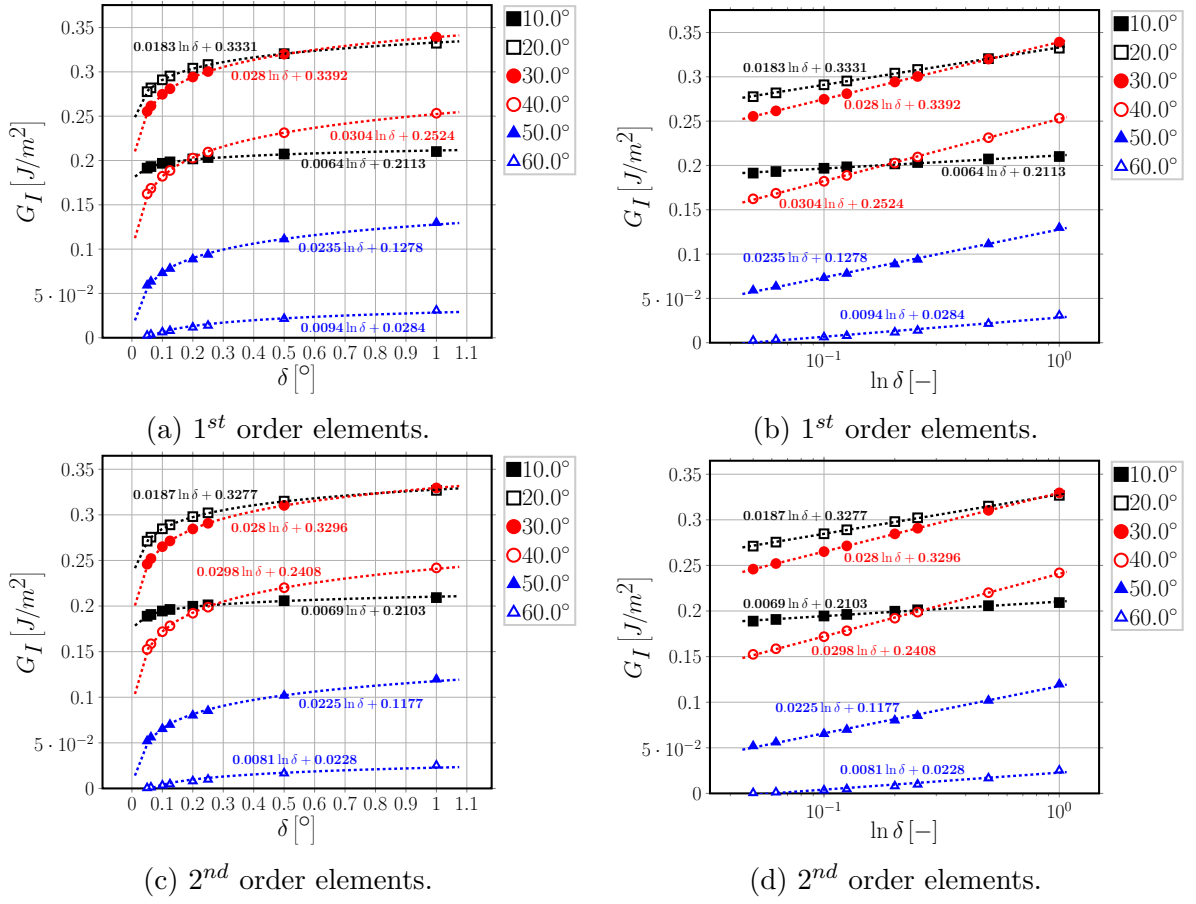 0.35
0.3
0.25
0.2
0.15
0.1
5 · 10⁻²
0
G_I [J/m²]
0.0183 ln δ + 0.3331
0.028 ln δ + 0.3392
0.0304 ln δ + 0.2524
0.0064 ln δ + 0.2113
0.0235 ln δ + 0.1278
0.0094 ln δ + 0.0284
0 0.1 0.2 0.3 0.4 0.5 0.6 0.7 0.8 0.9 1 1.1
δ [°]
10.0°
20.0°
30.0°
40.0°
50.0°
60.0°
(a) 1ˢᵗ order elements.
0.35
0.3
0.25
0.2
0.15
0.1
5 · 10⁻²
0
G_I [J/m²]
0.0183 ln δ + 0.3331
0.028 ln δ + 0.3392
0.0064 ln δ + 0.2113
0.0304 ln δ + 0.2524
0.0235 ln δ + 0.1278
0.0094 ln δ + 0.0284
10⁻¹ 10⁰
ln δ [−]
10.0°
20.0°
30.0°
40.0°
50.0°
60.0°
(b) 1ˢᵗ order elements.
0.35
0.3
0.25
0.2
0.15
0.1
5 · 10⁻²
0
G_I [J/m²]
0.0187 ln δ + 0.3277
0.028 ln δ + 0.3296
0.0298 ln δ + 0.2408
0.0069 ln δ + 0.2103
0.0225 ln δ + 0.1177
0.0081 ln δ + 0.0228
0 0.1 0.2 0.3 0.4 0.5 0.6 0.7 0.8 0.9 1 1.1
δ [°]
10.0°
20.0°
30.0°
40.0°
50.0°
60.0°
(c) 2ⁿᵈ order elements.
0.35
0.3
0.25
0.2
0.15
0.1
5 · 10⁻²
0
G_I [J/m²]
0.0187 ln δ + 0.3277
0.028 ln δ + 0.3296
0.0069 ln δ + 0.2103
0.0298 ln δ + 0.2408
0.0225 ln δ + 0.1177
0.0081 ln δ + 0.0228
10⁻¹ 10⁰
ln δ [−]
10.0°
20.0°
30.0°
40.0°
50.0°
60.0°
(d) 2ⁿᵈ order elements.